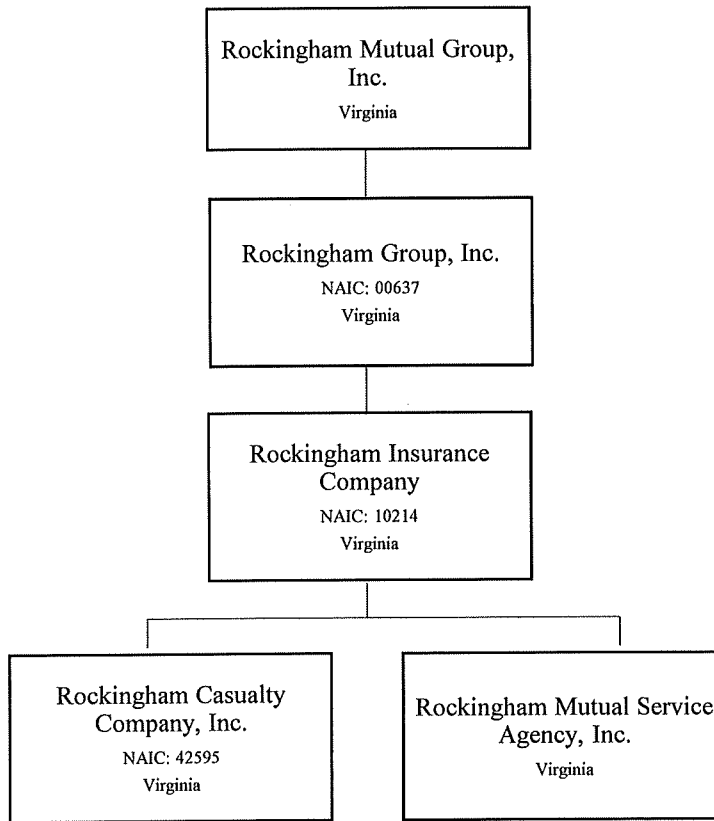 Rockingham Mutual Group,
Inc.
Virginia
Rockingham Group, Inc.
NAIC: 00637
Virginia
Rockingham Insurance
Company
NAIC: 10214
Virginia
Rockingham Casualty
Company, Inc.
NAIC: 42595
Virginia
Rockingham Mutual Service
Agency, Inc.
Virginia